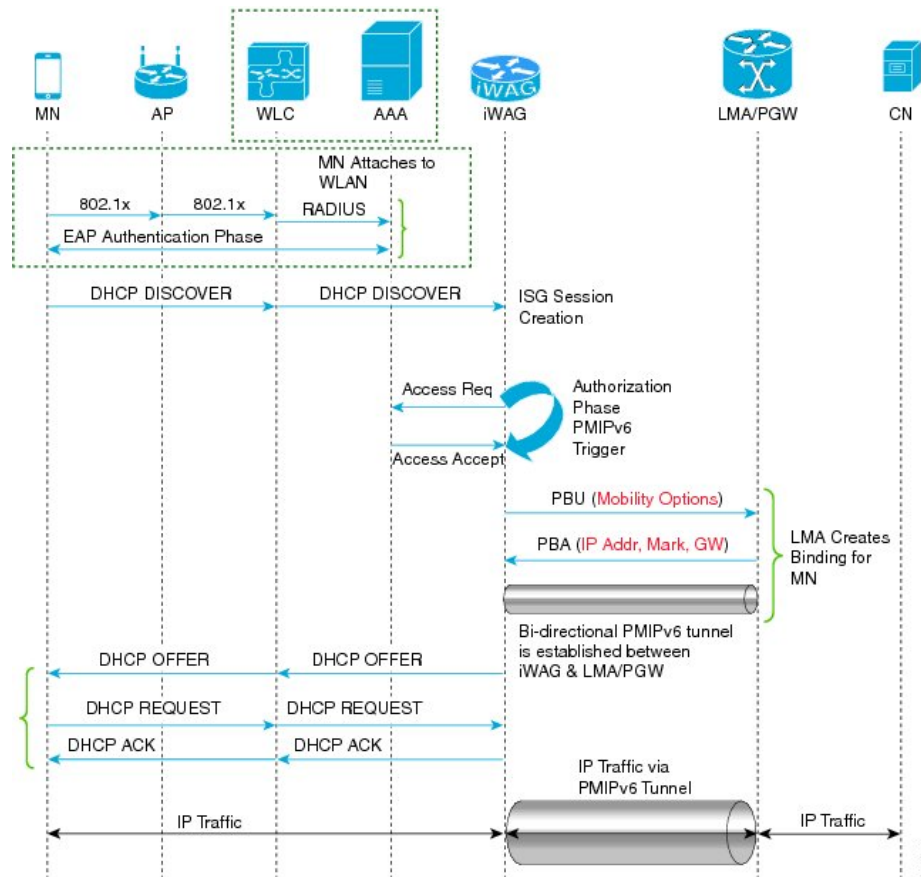 iWAG
MN
AP
WLC
AAA
iWAG
LMA/PGW
CN
MN Attaches to
WLAN
802.1x
802.1x
RADIUS
EAP Authentication Phase
DHCP DISCOVER
DHCP DISCOVER
ISG Session
Creation
Access Req
Authorization
Phase
PMIPv6
Trigger
Access Accept
PBU (Mobility Options)
PBA (IP Addr, Mark, GW)
LMA Creates
Binding for
MN
Bi-directional PMIPv6 tunnel
is established between
iWAG & LMA/PGW
DHCP OFFER
DHCP OFFER
DHCP REQUEST
DHCP REQUEST
DHCP ACK
DHCP ACK
IP Traffic via
PMIPv6 Tunnel
IP Traffic
IP Traffic